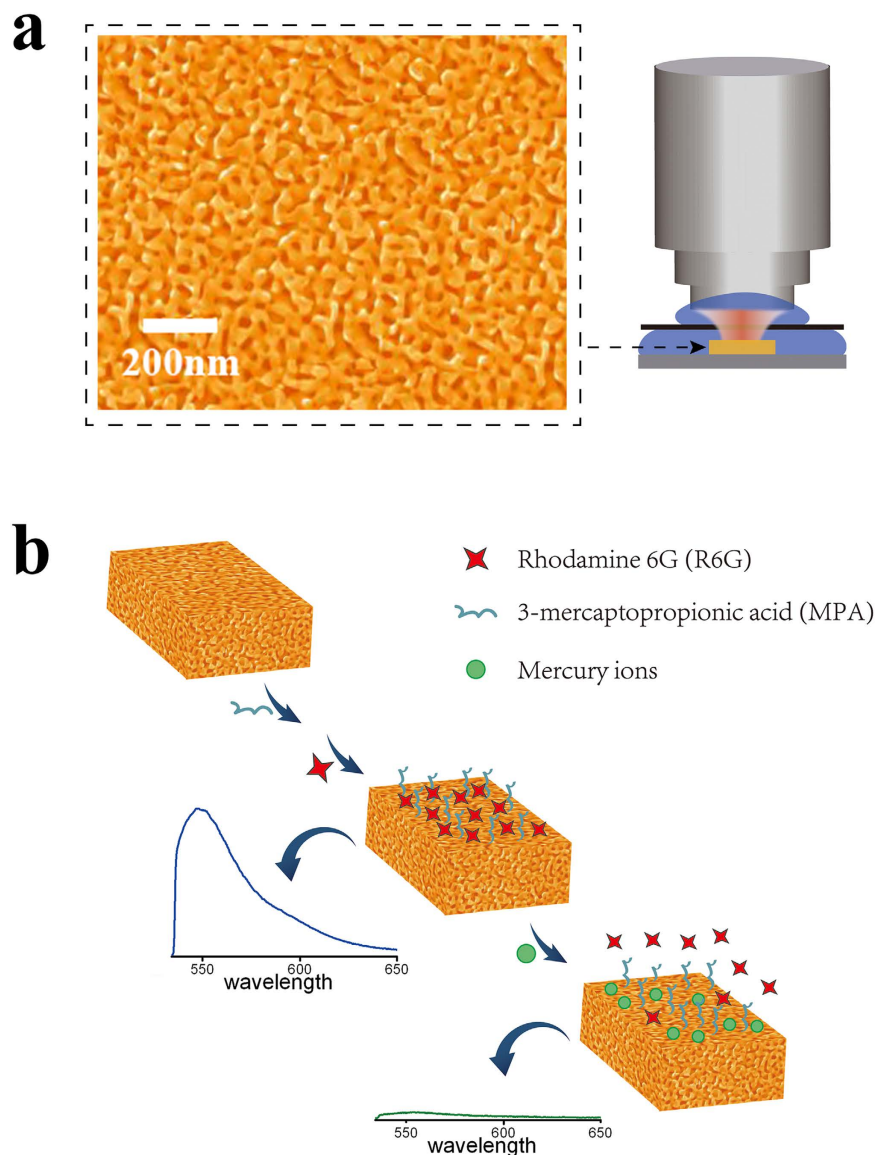 a
200nm
b
Rhodamine 6G (R6G)
3-mercaptopropionic acid (MPA)
Mercury ions
550 600 650
wavelength
550 600 650
wavelength